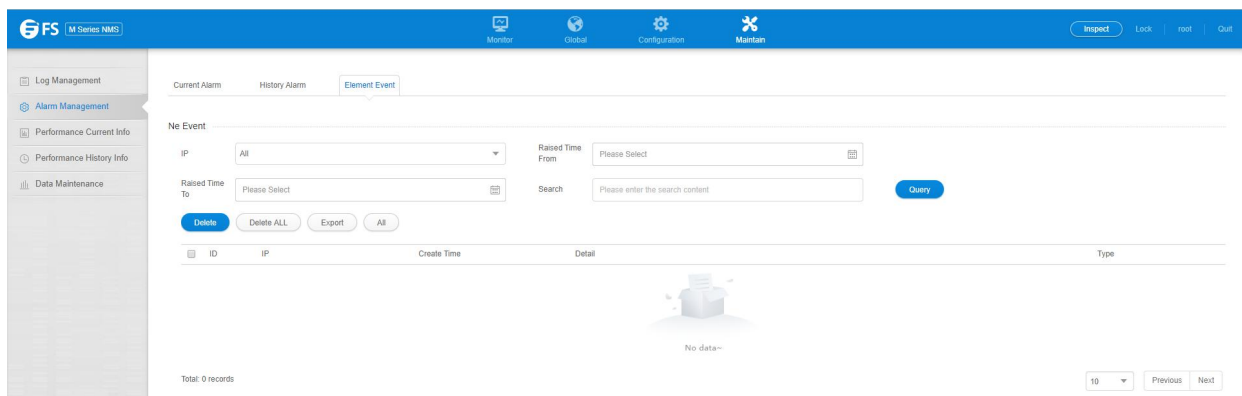 FS M Series NMS
Monitor Global Configuration Maintain
Inspect Lock root Quit
Log Management
Alarm Management
Performance Current Info
Performance History Info
Data Maintenance
Current Alarm History Alarm Element Event
Ne Event
IP All
Raised Time From Please Select
Raised Time To Please Select
Search Please enter the search content Query
Delete Delete ALL Export All
ID IP Create Time Detail Type
No data~
Total: 0 records 10 Previous Next